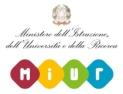 Ministero dell'Istruzione,
dell'Università e della Ricerca
MIUR